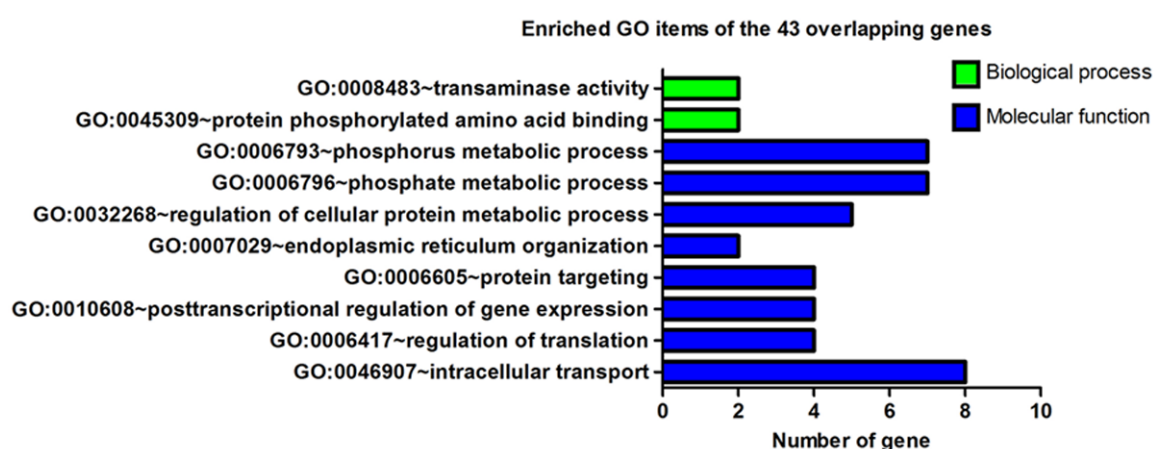 Enriched GO items of the 43 overlapping genes
Biological process
Molecular function
GO:0008483~transaminase activity
GO:0045309~protein phosphorylated amino acid binding
GO:0006793~phosphorus metabolic process
GO:0006796~phosphate metabolic process
GO:0032268~regulation of cellular protein metabolic process
GO:0007029~endoplasmic reticulum organization
GO:0006605~protein targeting
GO:0010608~posttranscriptional regulation of gene expression
GO:0006417~regulation of translation
GO:0046907~intracellular transport
0 2 4 6 8 10
Number of gene